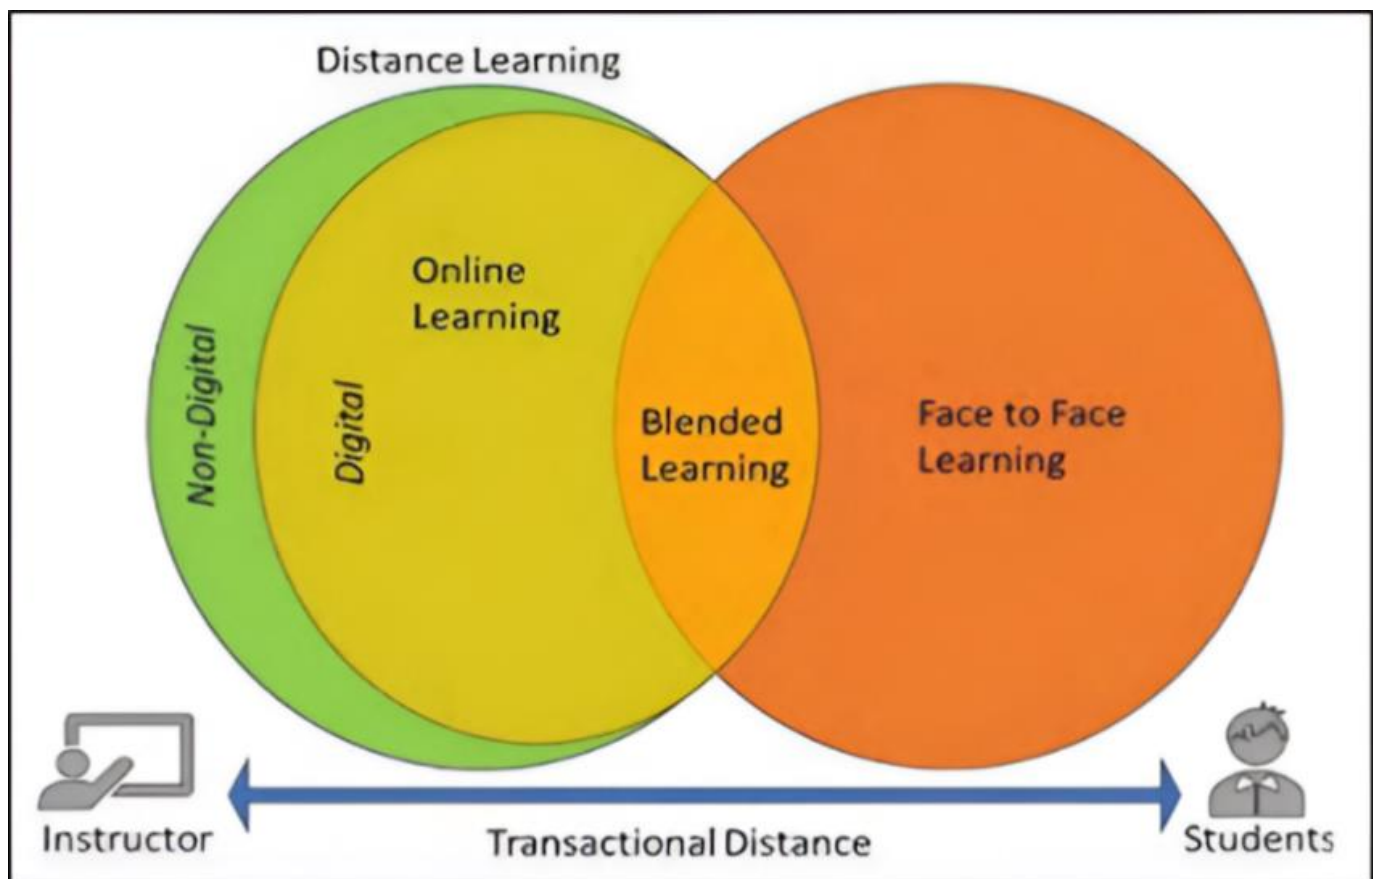 Distance Learning
Online
Learning
Non-Digital
Digital
Blended
Learning
Face to Face
Learning
Instructor
Transactional Distance
Students